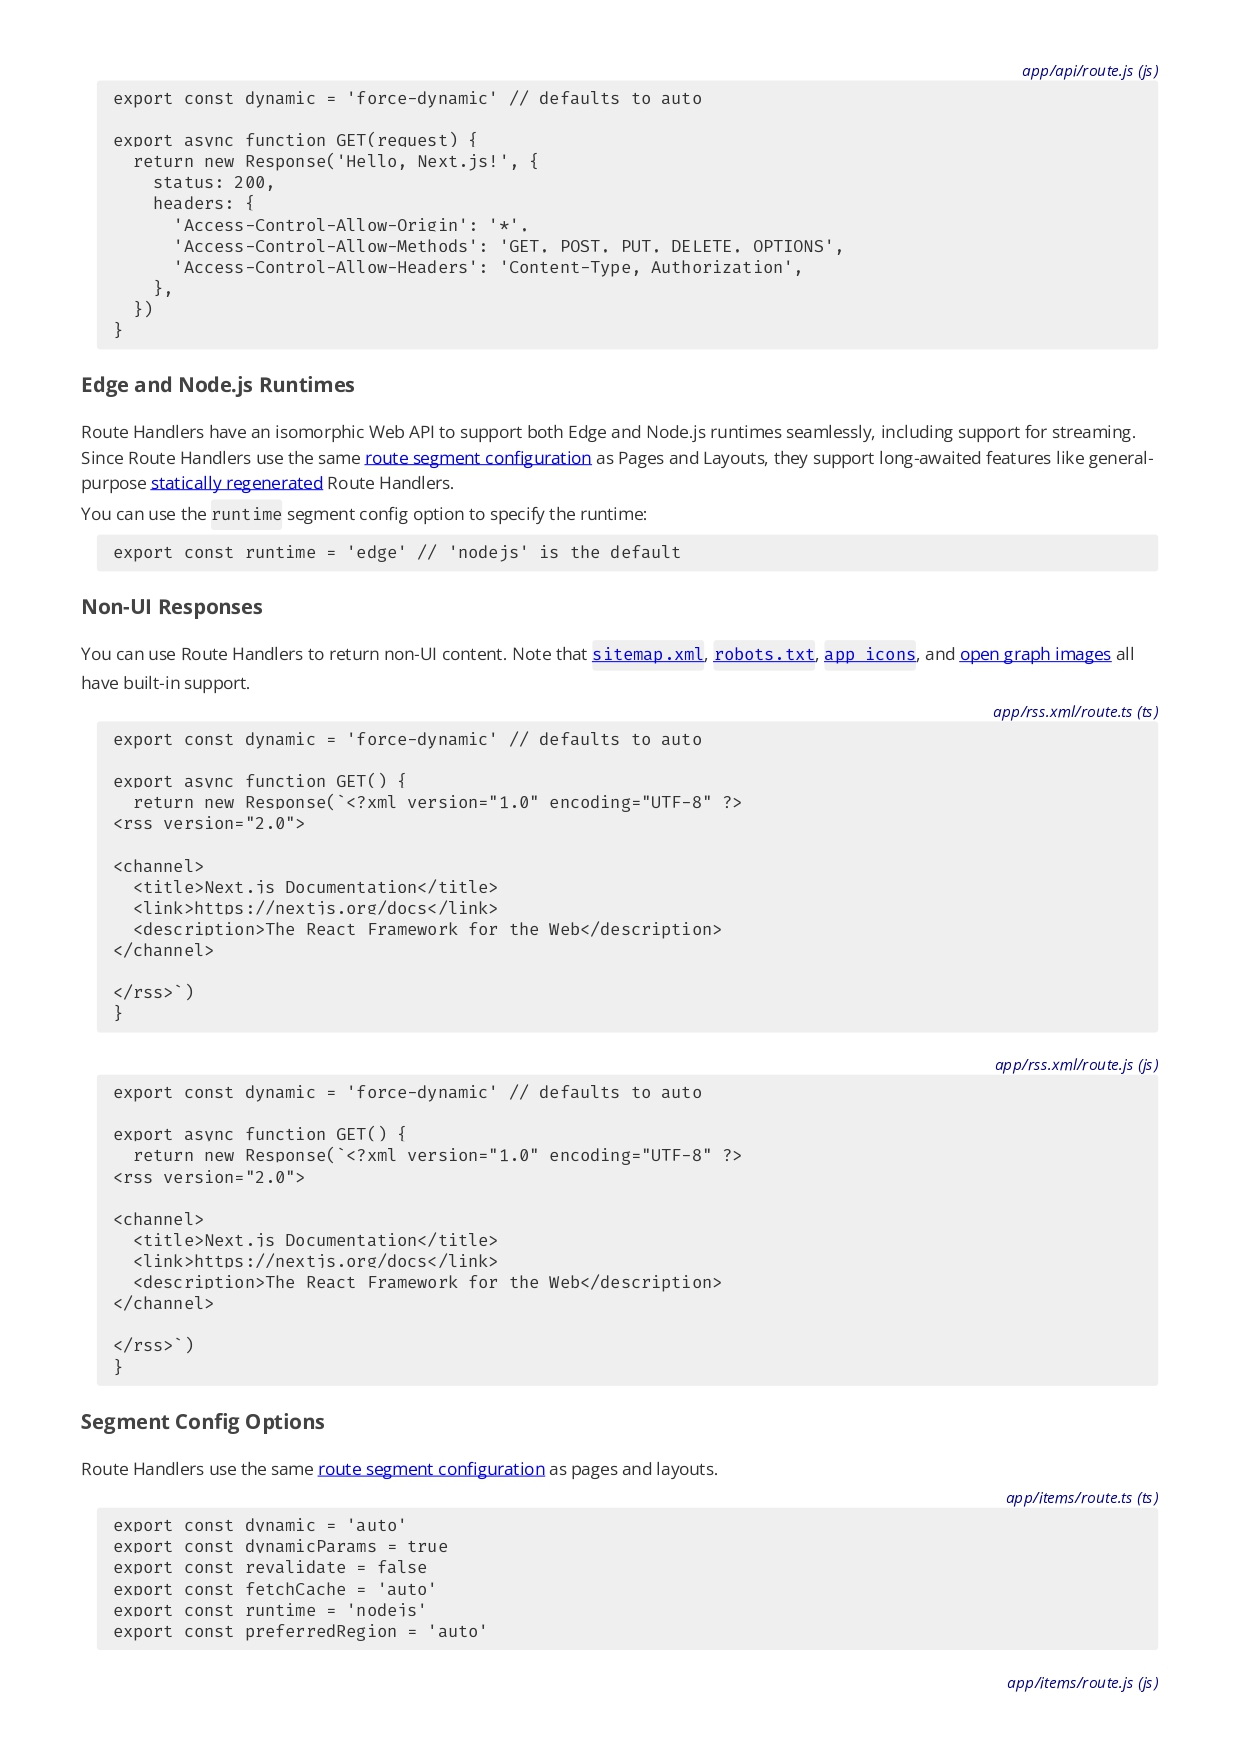 app/api/route.js (js)
export const dynamic = 'force-dynamic' // defaults to auto

export async function GET(request) {
  return new Response('Hello, Next.js!', {
    status: 200,
    headers: {
      'Access-Control-Allow-Origin': '*',
      'Access-Control-Allow-Methods': 'GET, POST, PUT, DELETE, OPTIONS',
      'Access-Control-Allow-Headers': 'Content-Type, Authorization',
    },
  })
}
Edge and Node.js Runtimes
Route Handlers have an isomorphic Web API to support both Edge and Node.js runtimes seamlessly, including support for streaming.
Since Route Handlers use the same route segment configuration as Pages and Layouts, they support long-awaited features like general-
purpose statically regenerated Route Handlers.
You can use the runtime segment config option to specify the runtime:
export const runtime = 'edge' // 'nodejs' is the default
Non-UI Responses
You can use Route Handlers to return non-UI content. Note that sitemap.xml, robots.txt, app icons, and open graph images all
have built-in support.
app/rss.xml/route.ts (ts)
export const dynamic = 'force-dynamic' // defaults to auto

export async function GET() {
  return new Response(`<?xml version="1.0" encoding="UTF-8" ?>
<rss version="2.0">

<channel>
  <title>Next.js Documentation</title>
  <link>https://nextjs.org/docs</link>
  <description>The React Framework for the Web</description>
</channel>

</rss>`)
}
app/rss.xml/route.js (js)
export const dynamic = 'force-dynamic' // defaults to auto

export async function GET() {
  return new Response(`<?xml version="1.0" encoding="UTF-8" ?>
<rss version="2.0">

<channel>
  <title>Next.js Documentation</title>
  <link>https://nextjs.org/docs</link>
  <description>The React Framework for the Web</description>
</channel>

</rss>`)
}
Segment Config Options
Route Handlers use the same route segment configuration as pages and layouts.
app/items/route.ts (ts)
export const dynamic = 'auto'
export const dynamicParams = true
export const revalidate = false
export const fetchCache = 'auto'
export const runtime = 'nodejs'
export const preferredRegion = 'auto'
app/items/route.js (js)